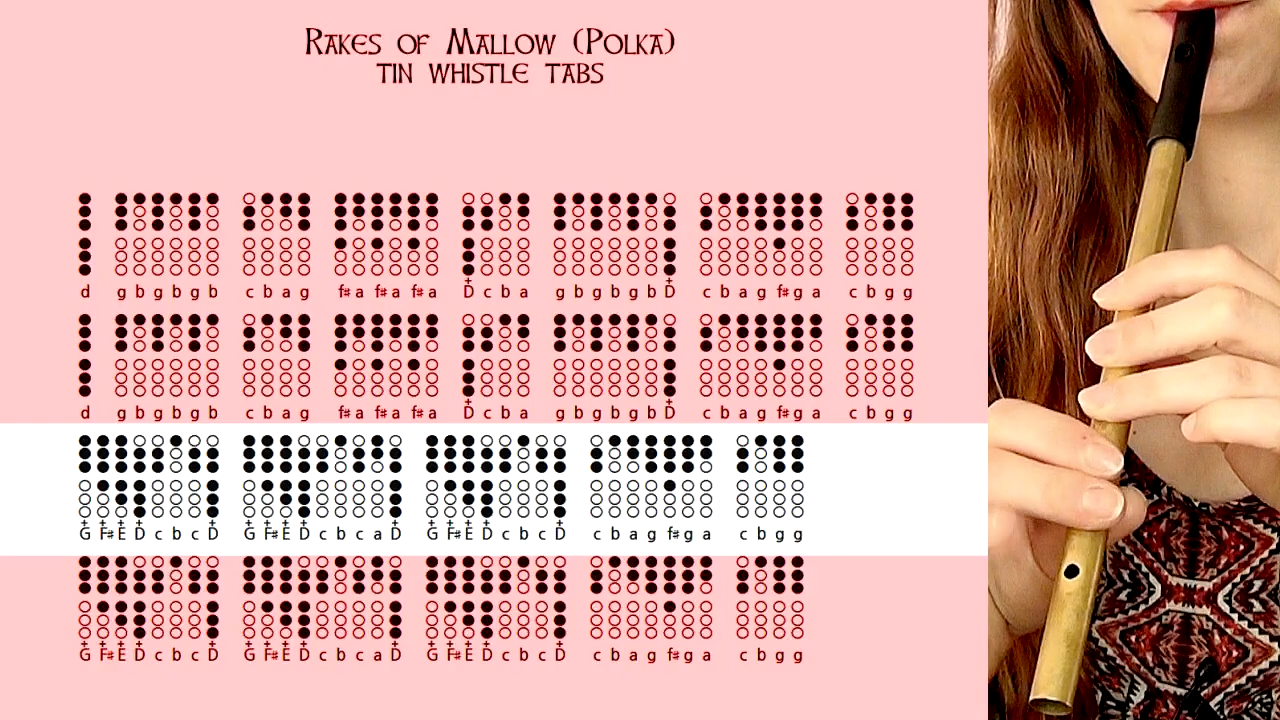 Rakes of Mallow (Polka)
tin whistle tabs
d g b g b g b c b a g f# a f# a f# a D c b a g b g b g b D c b a g f# g a c b g g
d g b g b g b c b a g f# a f# a f# a D c b a g b g b g b D c b a g f# g a c b g g
G F# E D c b c D G F# E D c b c a D G F# E D c b c D c b a g f# g a c b g g
G F# E D c b c D G F# E D c b c a D G F# E D c b c D c b a g f# g a c b g g